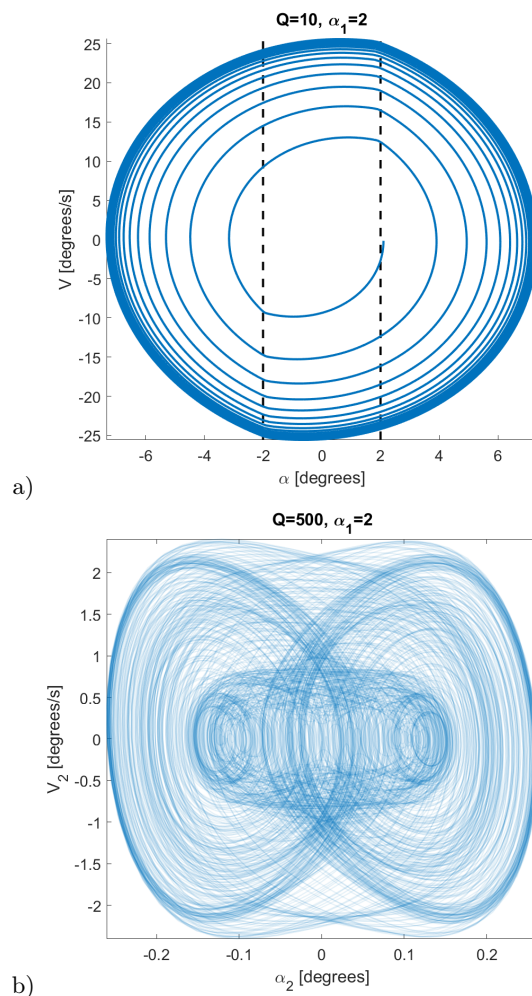 Q=10, α₁=2
25
20
15
10
5
0
-5
-10
-15
-20
-25
V [degrees/s]
-6 -4 -2 0 2 4 6
α [degrees]
a)
Q=500, α₁=2
2
1.5
1
0.5
0
-0.5
-1
-1.5
-2
V₂ [degrees/s]
-0.2 -0.1 0 0.1 0.2
α₂ [degrees]
b)